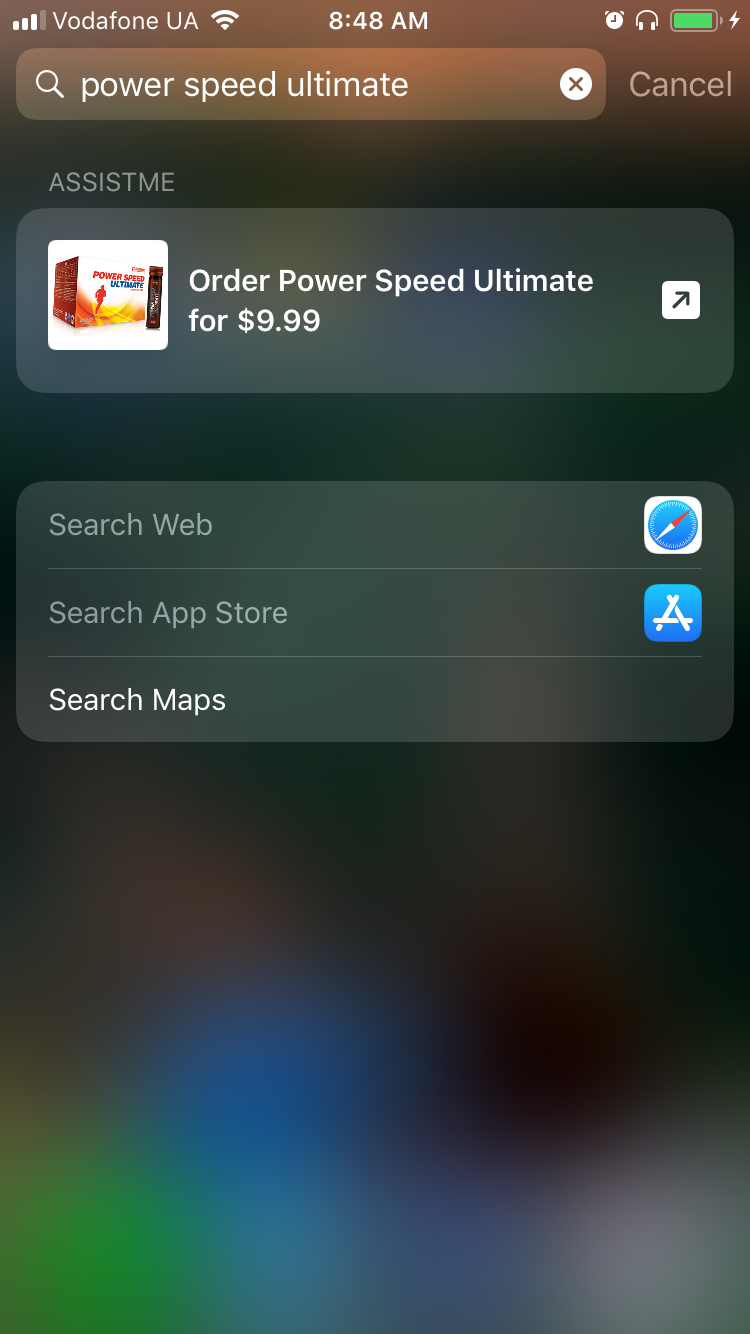 Vodafone UA
8:48 AM
power speed ultimate
Cancel
ASSISTME
POWER SPEED
ULTIMATE
Order Power Speed Ultimate
for $9.99
Search Web
Search App Store
Search Maps